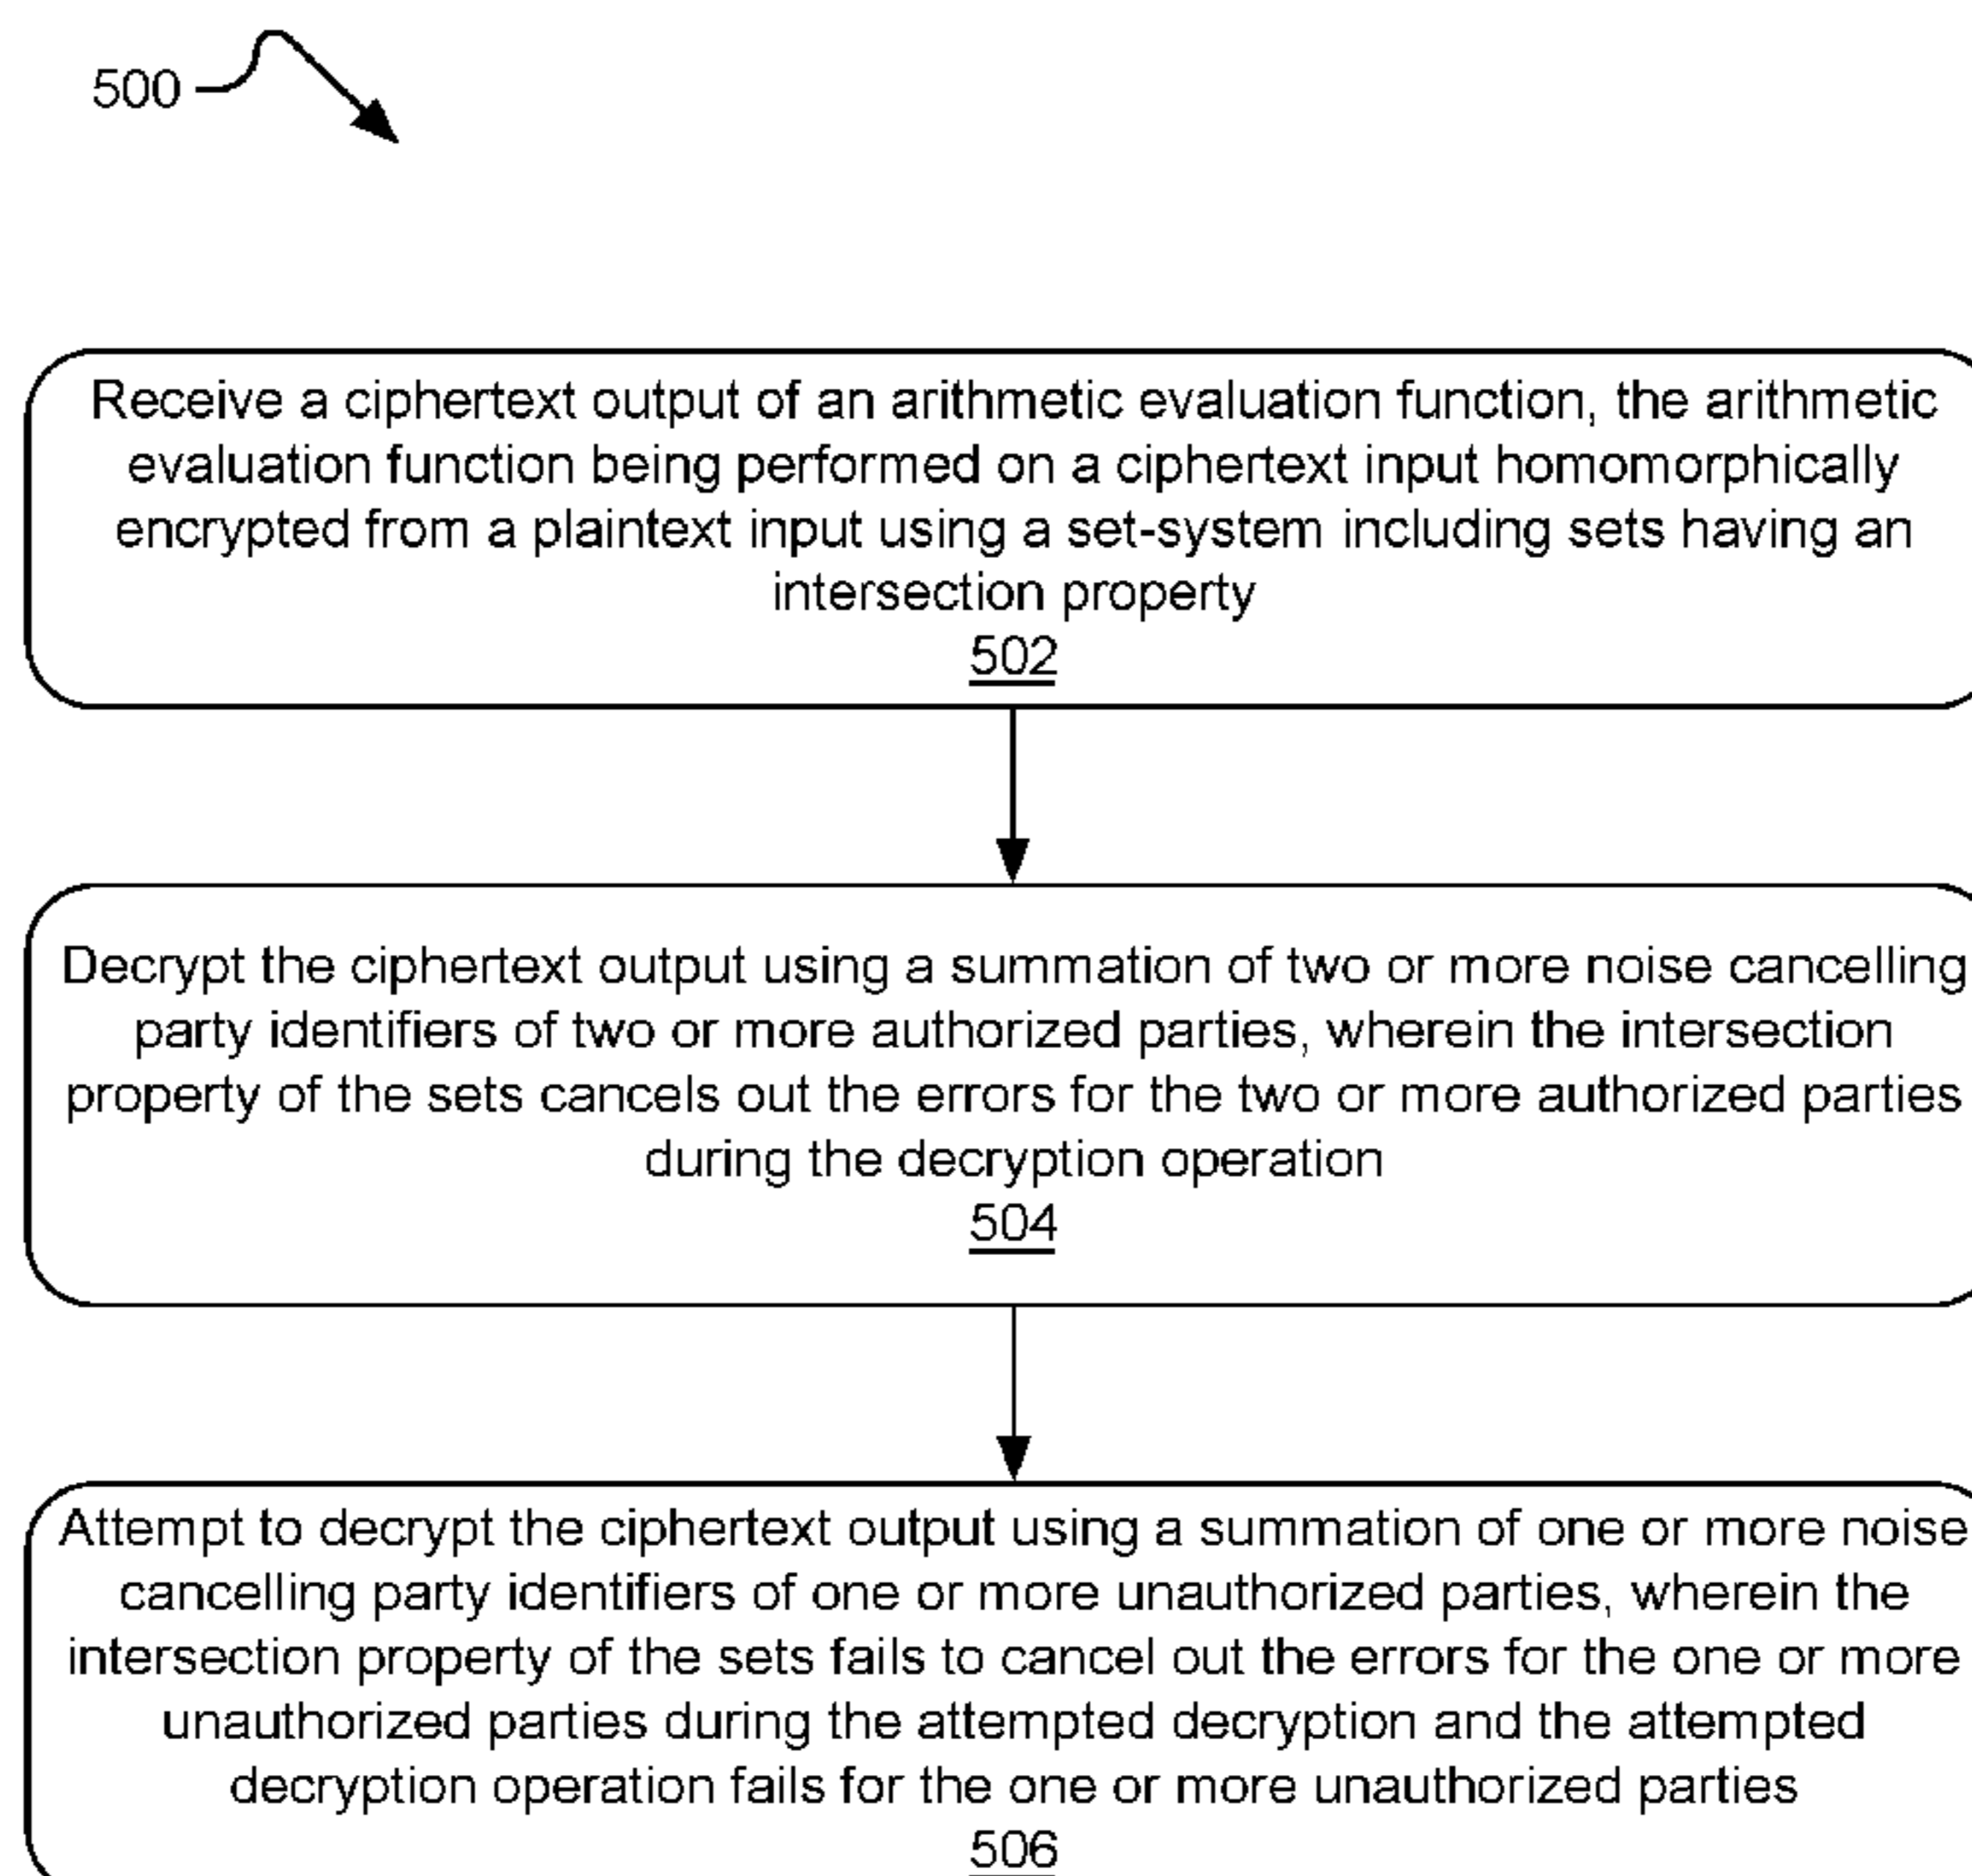 500
Receive a ciphertext output of an arithmetic evaluation function, the arithmetic
evaluation function being performed on a ciphertext input homomorphically
encrypted from a plaintext input using a set-system including sets having an
intersection property
502
Decrypt the ciphertext output using a summation of two or more noise cancelling
party identifiers of two or more authorized parties, wherein the intersection
property of the sets cancels out the errors for the two or more authorized parties
during the decryption operation
504
Attempt to decrypt the ciphertext output using a summation of one or more noise
cancelling party identifiers of one or more unauthorized parties, wherein the
intersection property of the sets fails to cancel out the errors for the one or more
unauthorized parties during the attempted decryption and the attempted
decryption operation fails for the one or more unauthorized parties
506